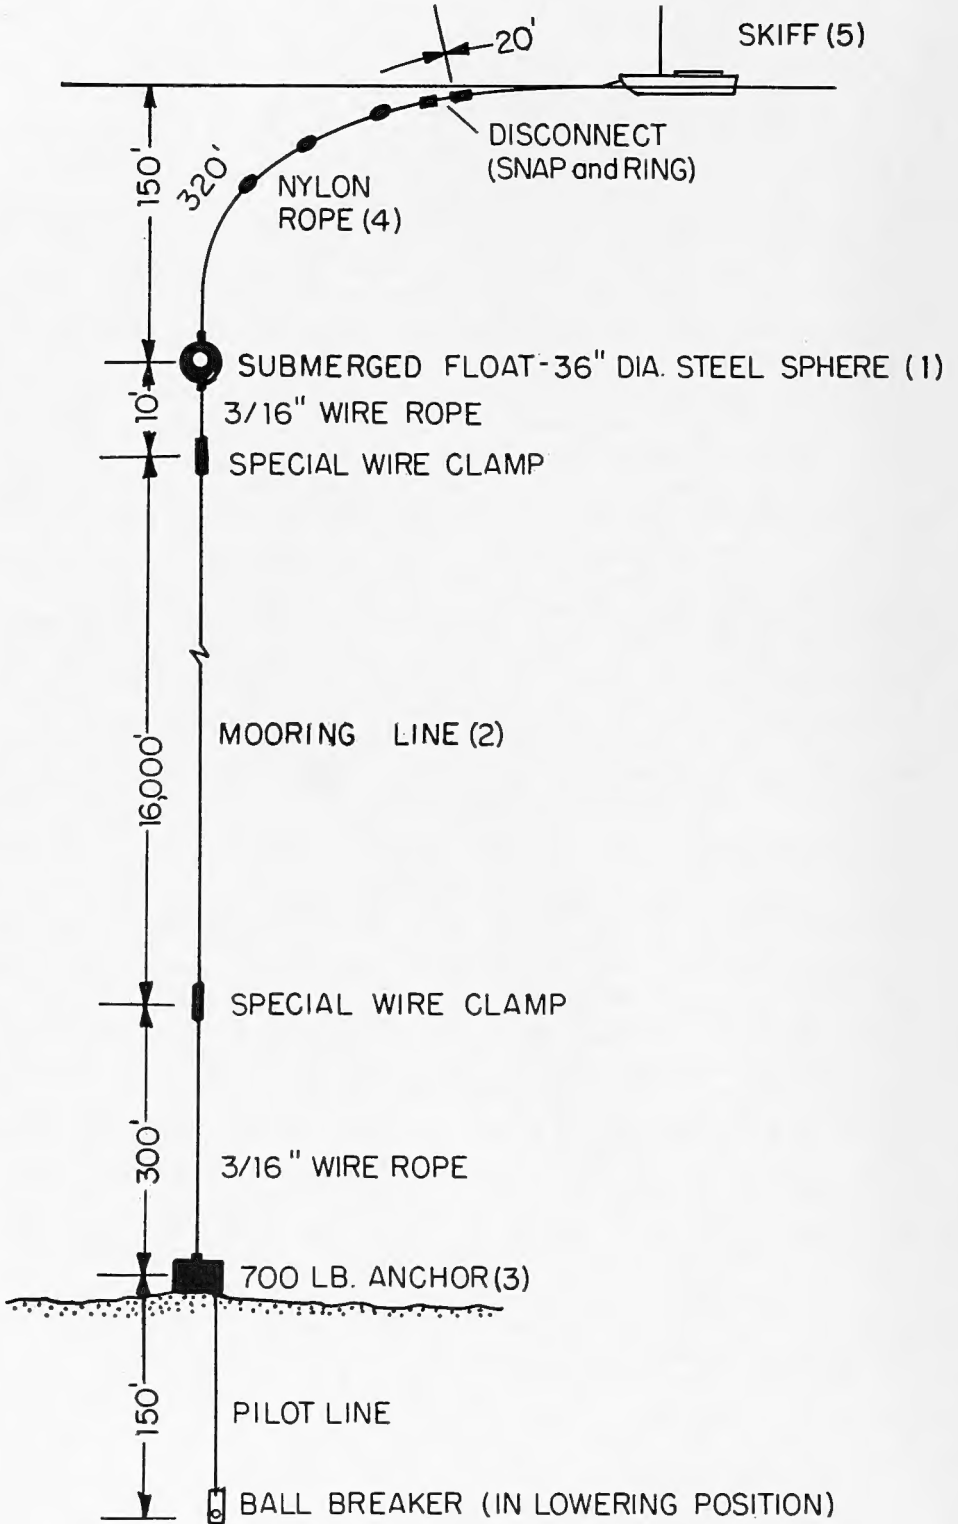 20'
SKIFF (5)
DISCONNECT
(SNAP and RING)
150'
320'
NYLON
ROPE (4)
SUBMERGED FLOAT-36" DIA. STEEL SPHERE (1)
10'
3/16" WIRE ROPE
SPECIAL WIRE CLAMP
MOORING LINE (2)
16,000'
SPECIAL WIRE CLAMP
300'
3/16" WIRE ROPE
700 LB. ANCHOR (3)
150'
PILOT LINE
BALL BREAKER (IN LOWERING POSITION)